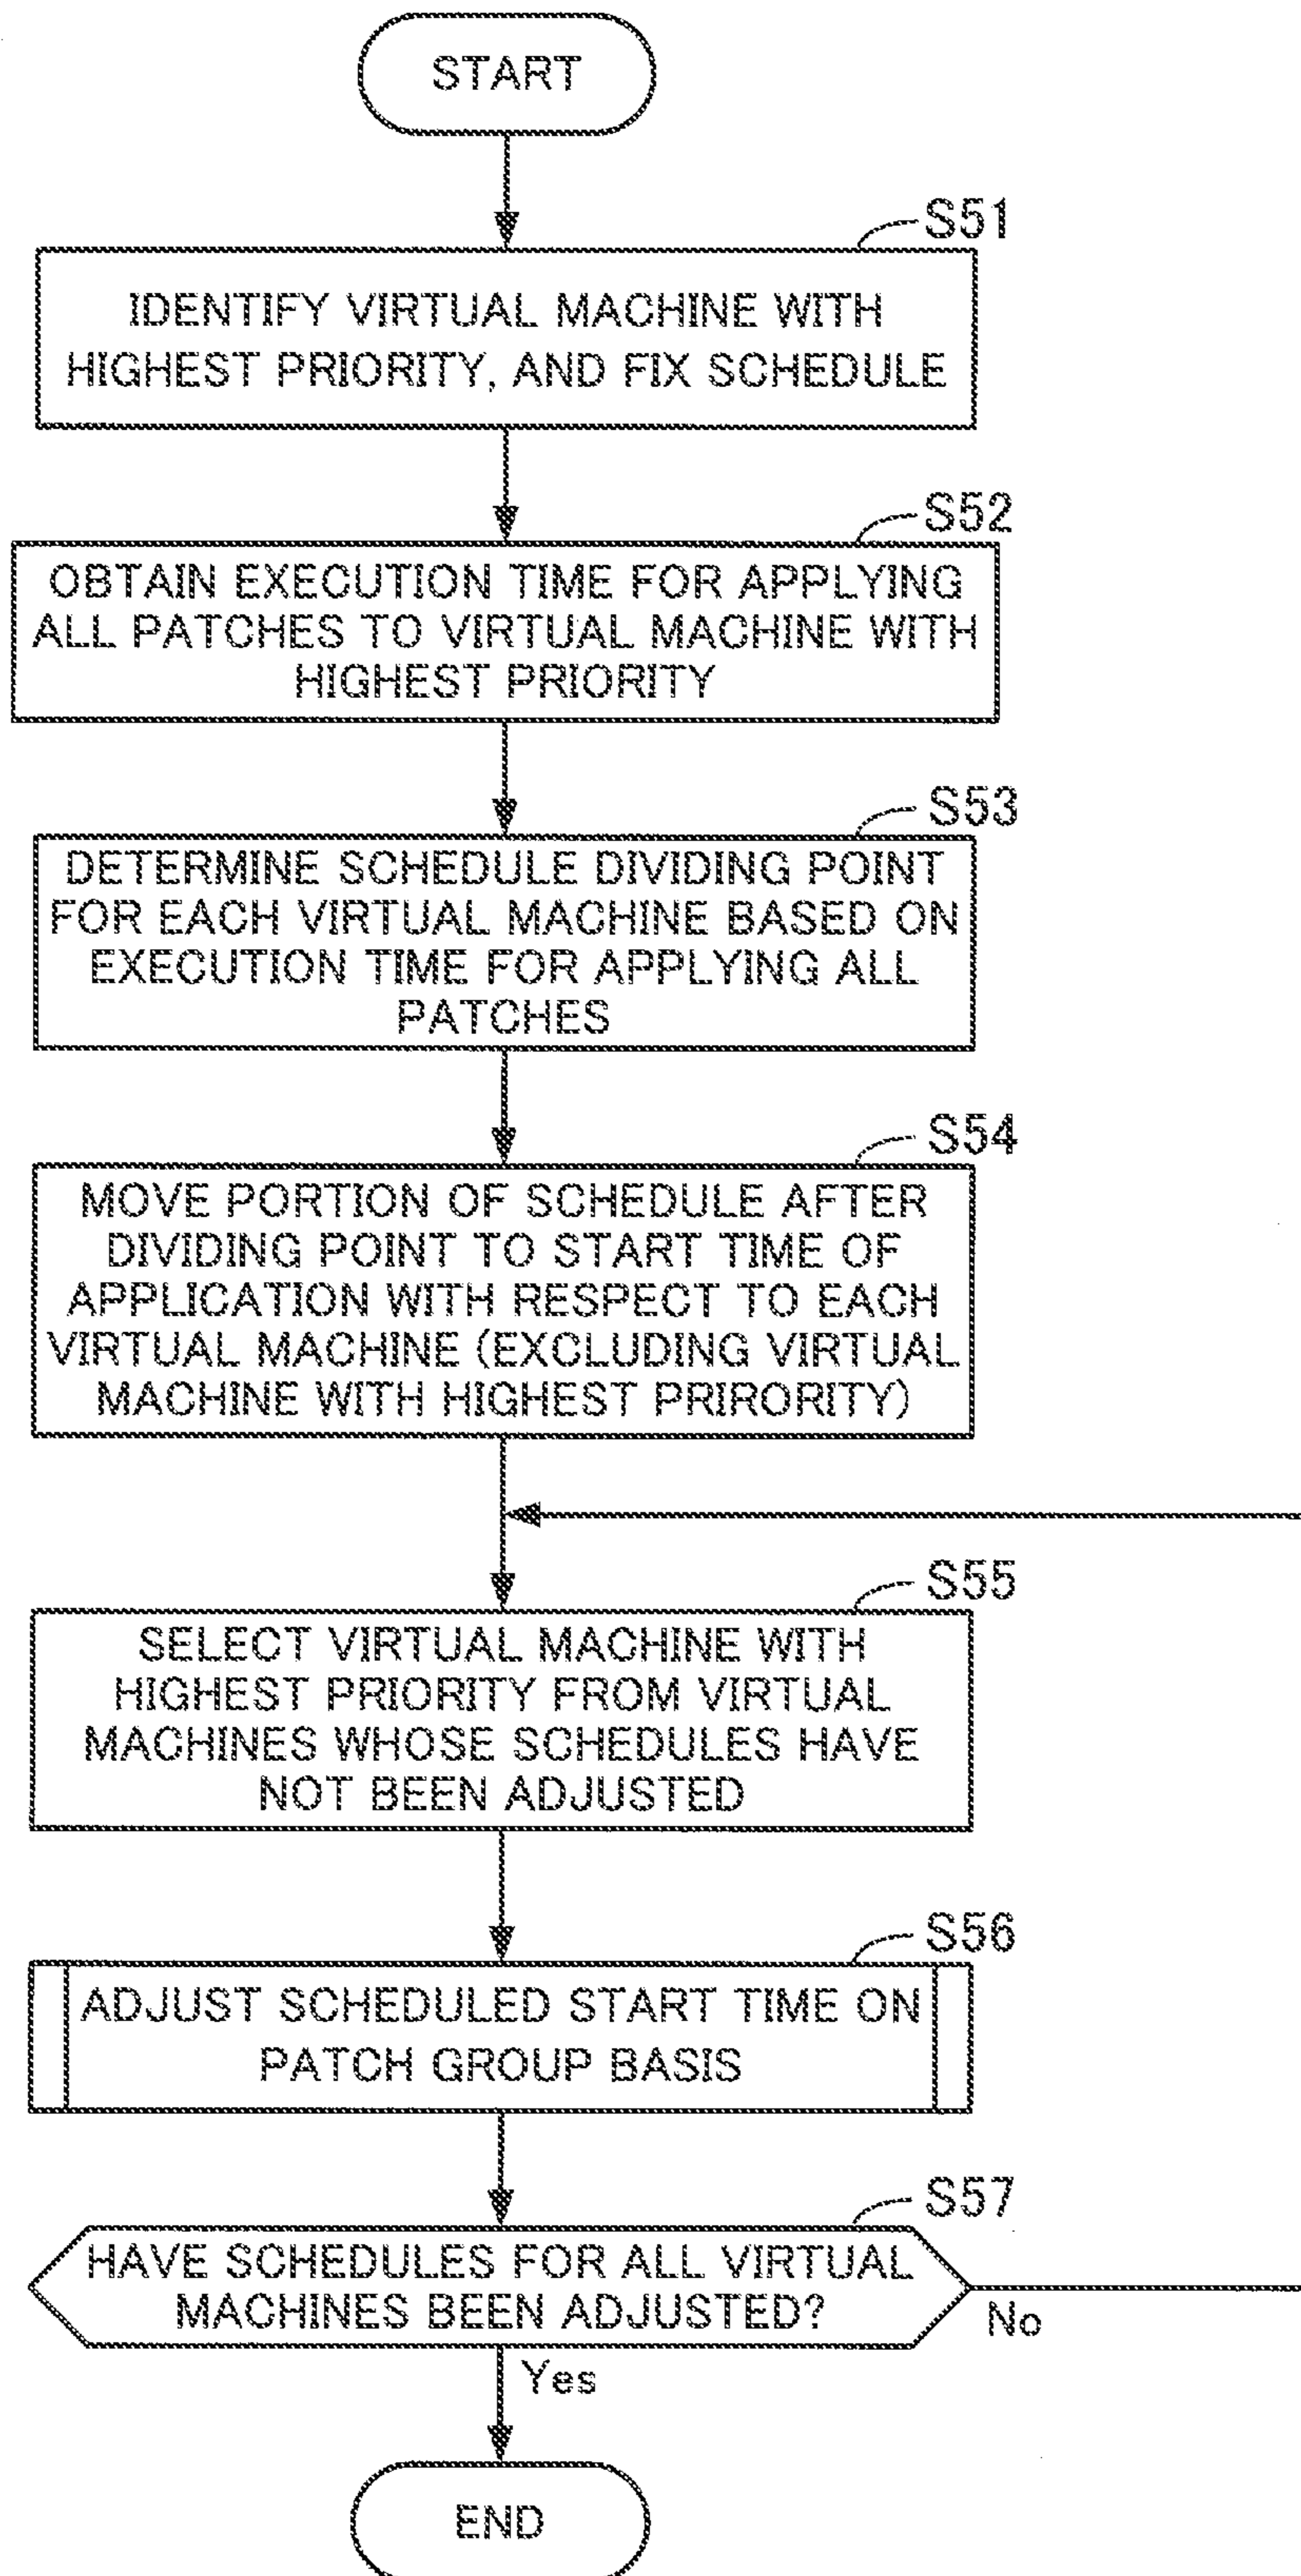 START
S51
IDENTIFY VIRTUAL MACHINE WITH
HIGHEST PRIORITY, AND FIX SCHEDULE
S52
OBTAIN EXECUTION TIME FOR APPLYING
ALL PATCHES TO VIRTUAL MACHINE WITH
HIGHEST PRIORITY
S53
DETERMINE SCHEDULE DIVIDING POINT
FOR EACH VIRTUAL MACHINE BASED ON
EXECUTION TIME FOR APPLYING ALL
PATCHES
S54
MOVE PORTION OF SCHEDULE AFTER
DIVIDING POINT TO START TIME OF
APPLICATION WITH RESPECT TO EACH
VIRTUAL MACHINE (EXCLUDING VIRTUAL
MACHINE WITH HIGHEST PRIRORITY)
S55
SELECT VIRTUAL MACHINE WITH
HIGHEST PRIORITY FROM VIRTUAL
MACHINES WHOSE SCHEDULES HAVE
NOT BEEN ADJUSTED
S56
ADJUST SCHEDULED START TIME ON
PATCH GROUP BASIS
S57
HAVE SCHEDULES FOR ALL VIRTUAL
MACHINES BEEN ADJUSTED?
No
Yes
END